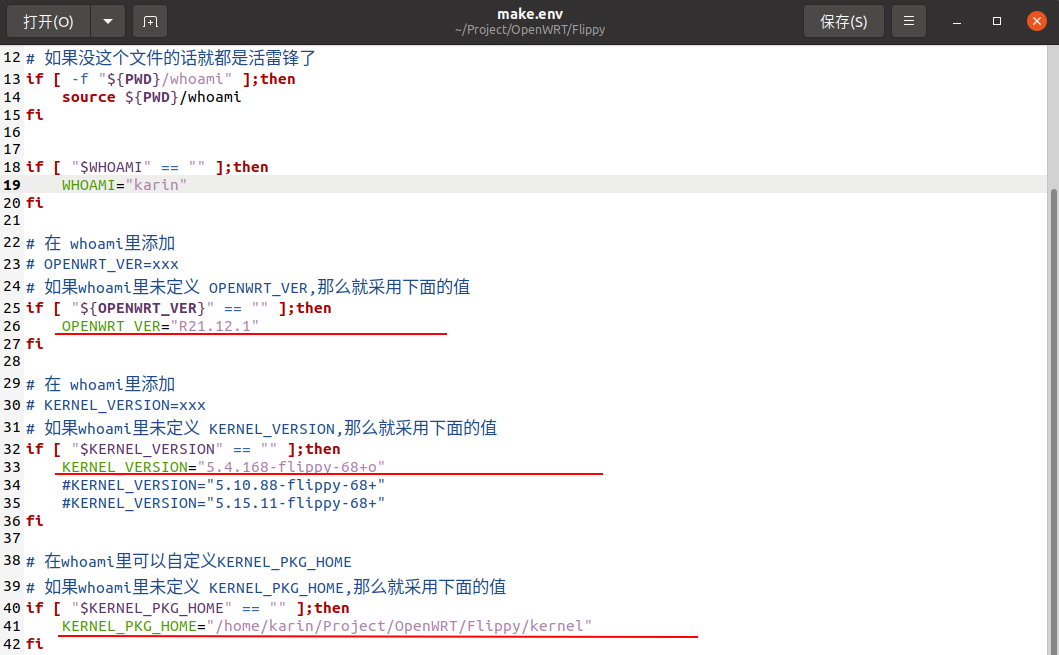 打开(O)
make.env
~/Project/OpenWRT/Flippy
保存(S)
12 # 如果没这个文件的话就都是活雷锋了
13 if [ -f "${PWD}/whoami" ];then
14     source ${PWD}/whoami
15 fi
16
17
18 if [ "$WHOAMI" == "" ];then
19     WHOAMI="karin"
20 fi
21
22 # 在 whoami里添加
23 # OPENWRT_VER=xxx
24 # 如果whoami里未定义 OPENWRT_VER,那么就采用下面的值
25 if [ "${OPENWRT_VER}" == "" ];then
26     OPENWRT_VER="R21.12.1"
27 fi
28
29 # 在 whoami里添加
30 # KERNEL_VERSION=xxx
31 # 如果whoami里未定义 KERNEL_VERSION,那么就采用下面的值
32 if [ "$KERNEL_VERSION" == "" ];then
33     KERNEL_VERSION="5.4.168-flippy-68+o"
34     #KERNEL_VERSION="5.10.88-flippy-68+"
35     #KERNEL_VERSION="5.15.11-flippy-68+"
36 fi
37
38 # 在whoami里可以自定义KERNEL_PKG_HOME
39 # 如果whoami里未定义 KERNEL_PKG_HOME,那么就采用下面的值
40 if [ "$KERNEL_PKG_HOME" == "" ];then
41     KERNEL_PKG_HOME="/home/karin/Project/OpenWRT/Flippy/kernel"
42 fi